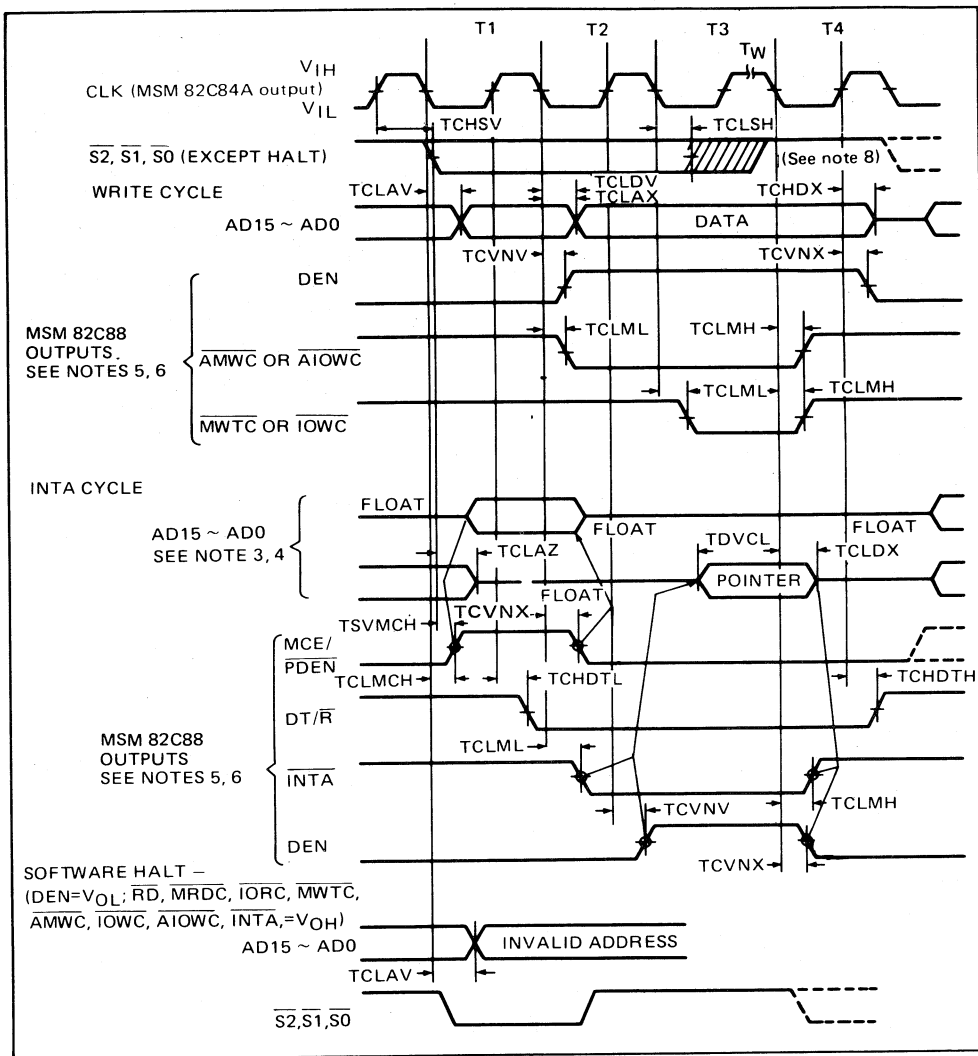 T1 T2 T3 T4
VIH
TW
CLK (MSM 82C84A output)
VIL
TCHSV
TCLSH
S2, S1, S0 (EXCEPT HALT)
(See note 8)
WRITE CYCLE
TCLAV
TCLDV
TCLAX
TCHDX
AD15 ~ AD0
DATA
TCVNV
TCVNX
DEN
MSM 82C88
OUTPUTS.
SEE NOTES 5, 6
TCLML
TCLMH
AMWC OR AIOWC
TCLML
TCLMH
MWTC OR IOWC
INTA CYCLE
FLOAT
AD15 ~ AD0
SEE NOTE 3, 4
FLOAT
FLOAT
TCLAZ
TDVCL
TCLDX
FLOAT
POINTER
TCVNX
TSVMCH
MCE/
PDEN
TCLMCH
TCHDTL
TCHDTH
DT/R
MSM 82C88
OUTPUTS
SEE NOTES 5, 6
TCLML
INTA
TCVNV
TCLMH
DEN
TCVNX
SOFTWARE HALT –
(DEN=VOL; RD, MRDC, IORC, MWTC,
AMWC, IOWC, AIOWC, INTA,=VOH)
AD15 ~ AD0
INVALID ADDRESS
TCLAV
S2,S1,S0